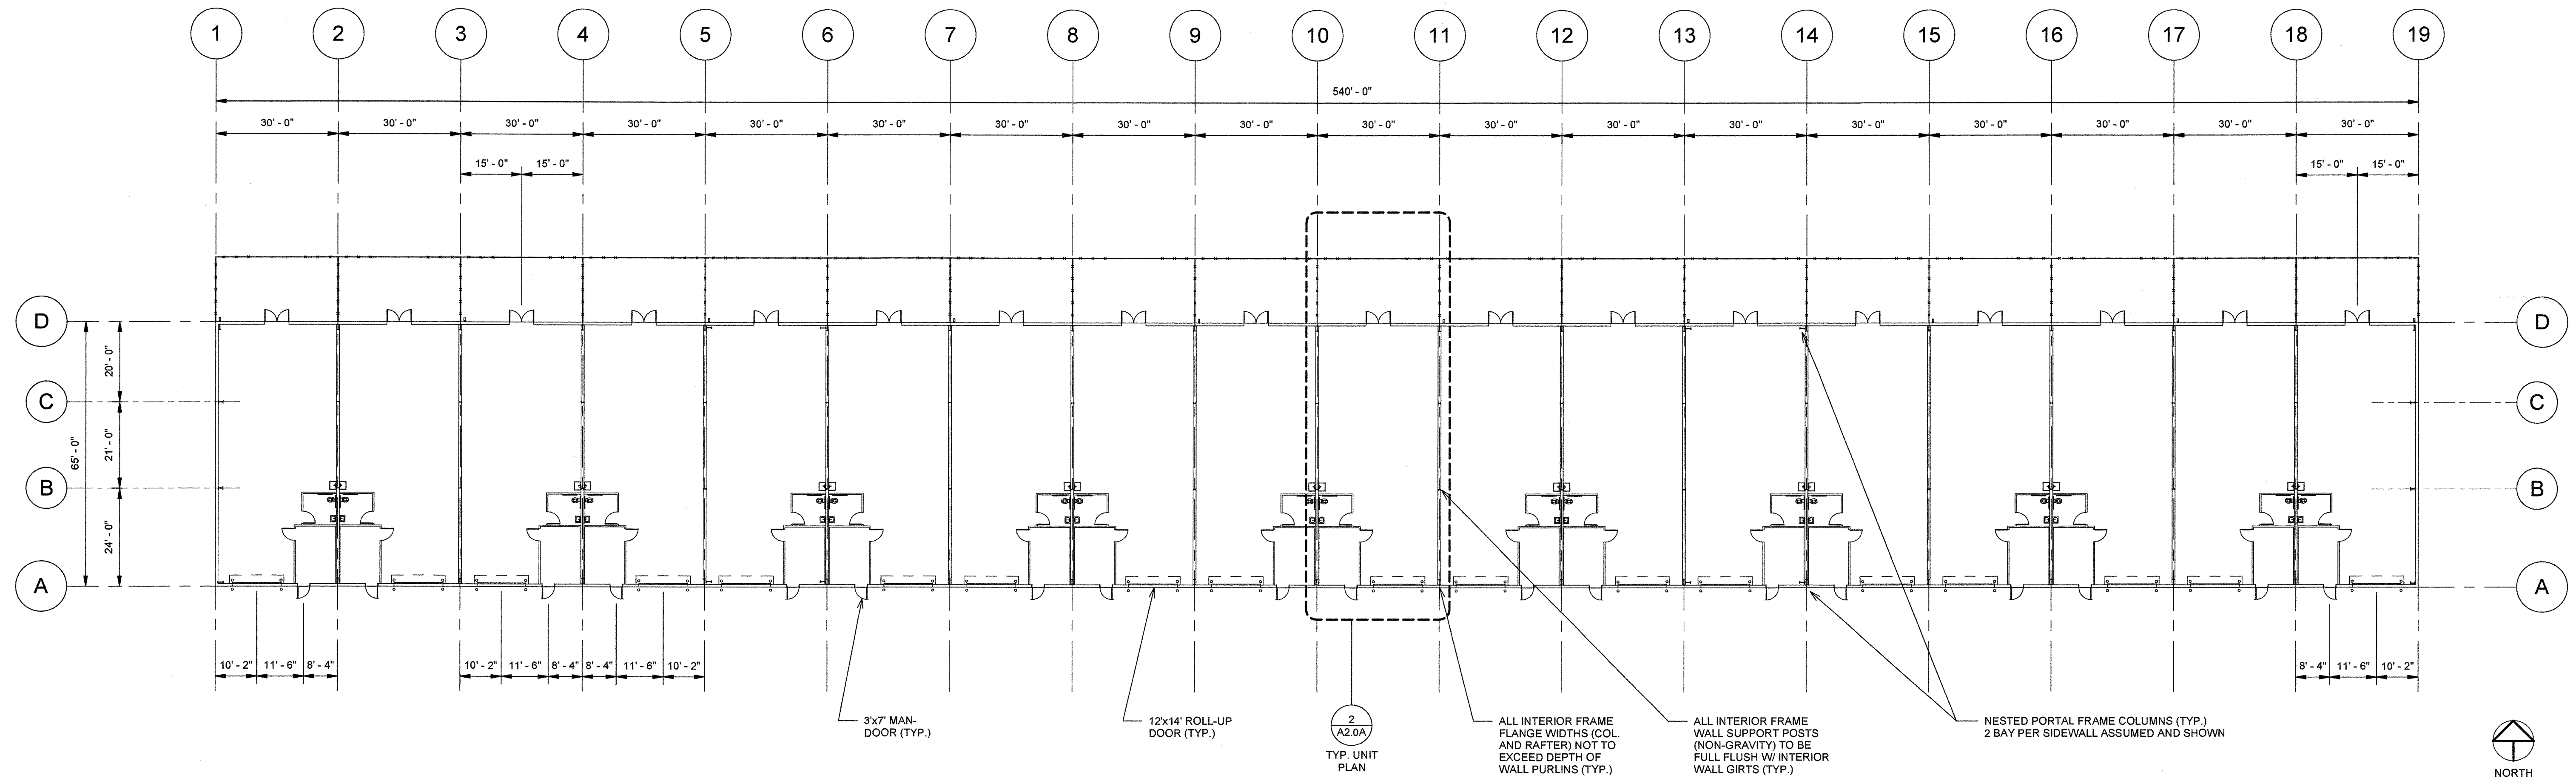 1 2 3 4 5 6 7 8 9 10 11 12 13 14 15 16 17 18 19
540' - 0"
30' - 0" 30' - 0" 30' - 0" 30' - 0" 30' - 0" 30' - 0" 30' - 0" 30' - 0" 30' - 0" 30' - 0" 30' - 0" 30' - 0" 30' - 0" 30' - 0" 30' - 0" 30' - 0" 30' - 0" 30' - 0"
15' - 0" 15' - 0" 15' - 0" 15' - 0"
D D
20' - 0"
C C
65' - 0"
21' - 0"
B B
24' - 0"
A A
10' - 2" 11' - 6" 8' - 4" 10' - 2" 11' - 6" 8' - 4" 8' - 4" 11' - 6" 10' - 2" 8' - 4" 11' - 6" 10' - 2"
3'x7' MAN-
DOOR (TYP.)
12'x14' ROLL-UP
DOOR (TYP.)
2
A2.0A
TYP. UNIT
PLAN
ALL INTERIOR FRAME
FLANGE WIDTHS (COL.
AND RAFTER) NOT TO
EXCEED DEPTH OF
WALL PURLINS (TYP.)
ALL INTERIOR FRAME
WALL SUPPORT POSTS
(NON-GRAVITY) TO BE
FULL FLUSH W/ INTERIOR
WALL GIRTS (TYP.)
NESTED PORTAL FRAME COLUMNS (TYP.)
2 BAY PER SIDEWALL ASSUMED AND SHOWN
NORTH